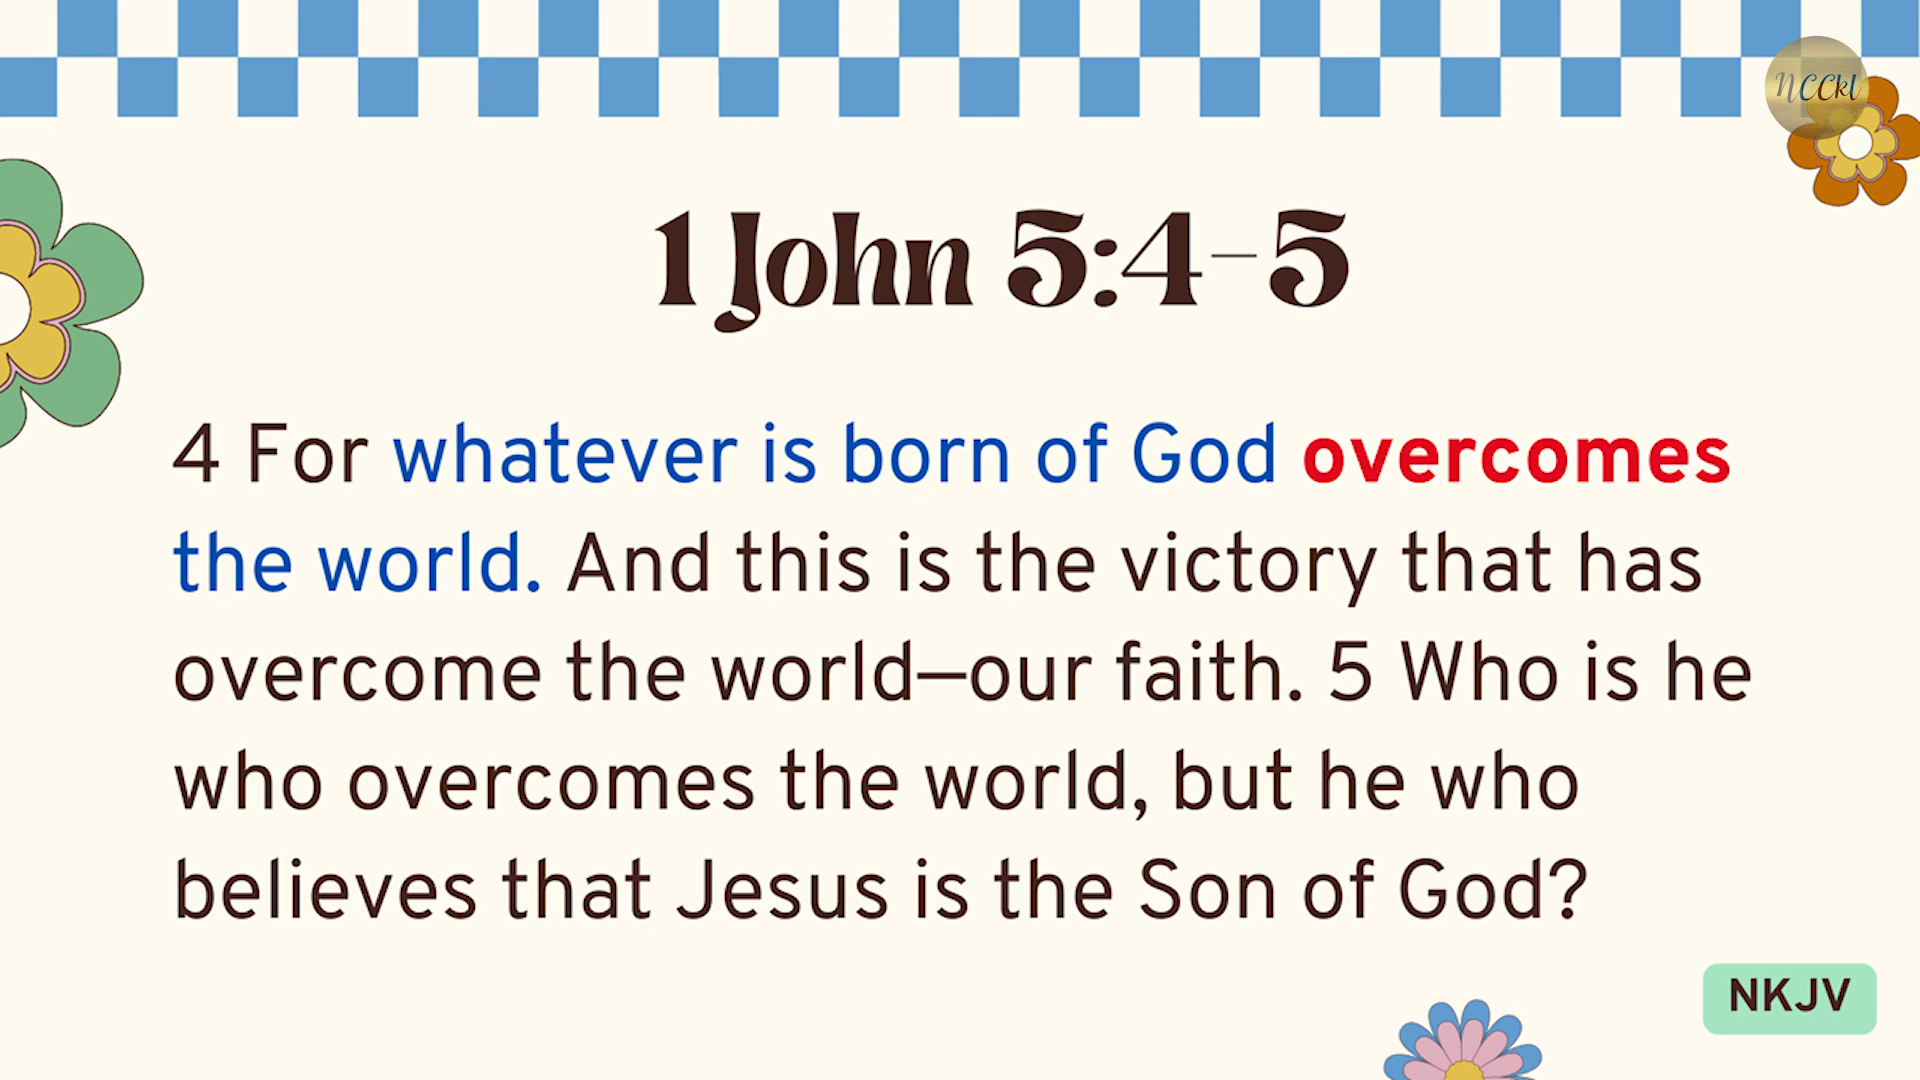 NCCkl
1 John 5:4-5
4 For whatever is born of God overcomes
the world. And this is the victory that has
overcome the world—our faith. 5 Who is he
who overcomes the world, but he who
believes that Jesus is the Son of God?
NKJV